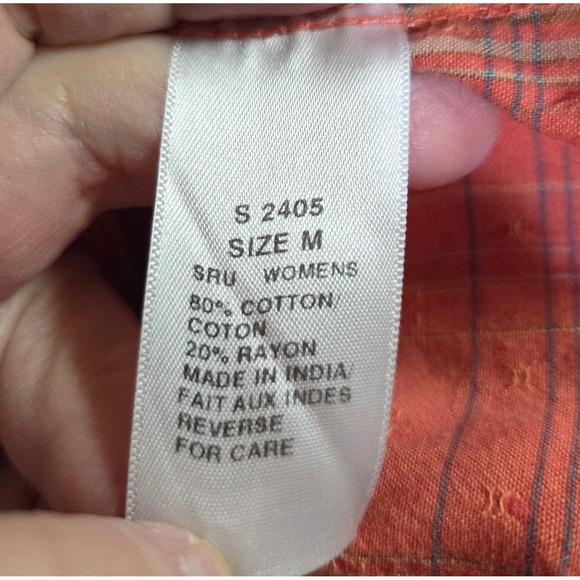 S 2405
SIZE M
SRU WOMENS
80% COTTON/
COTON
20% RAYON
MADE IN INDIA/
FAIT AUX INDES
REVERSE
FOR CARE